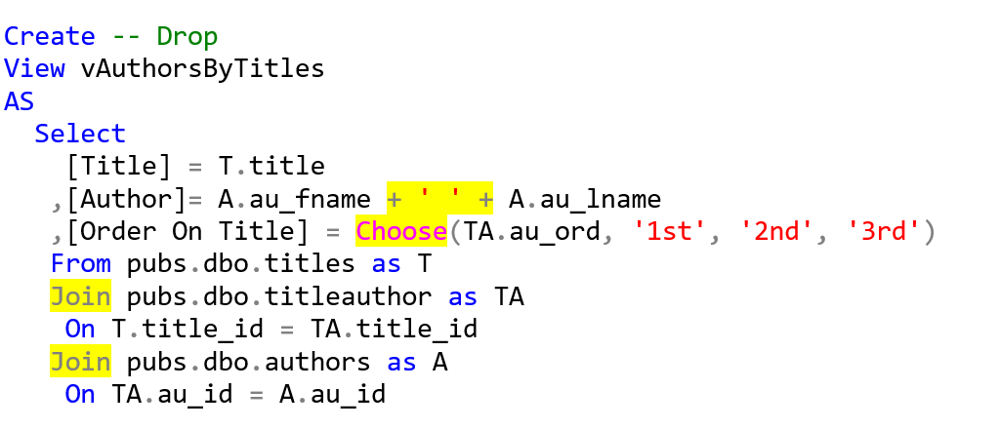 Create -- Drop
View vAuthorsByTitles
AS
  Select
    [Title] = T.title
   ,[Author]= A.au_fname + ' ' + A.au_lname
   ,[Order On Title] = Choose(TA.au_ord, '1st', '2nd', '3rd')
   From pubs.dbo.titles as T
   Join pubs.dbo.titleauthor as TA
    On T.title_id = TA.title_id
   Join pubs.dbo.authors as A
    On TA.au_id = A.au_id